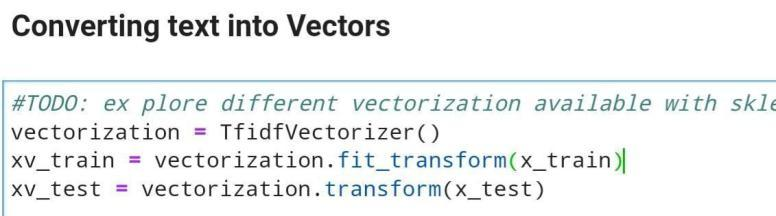 Converting text into Vectors
#TODO: ex plore different vectorization available with skle
vectorization = TfidfVectorizer()
xv_train = vectorization.fit_transform(x_train)
xv_test = vectorization.transform(x_test)